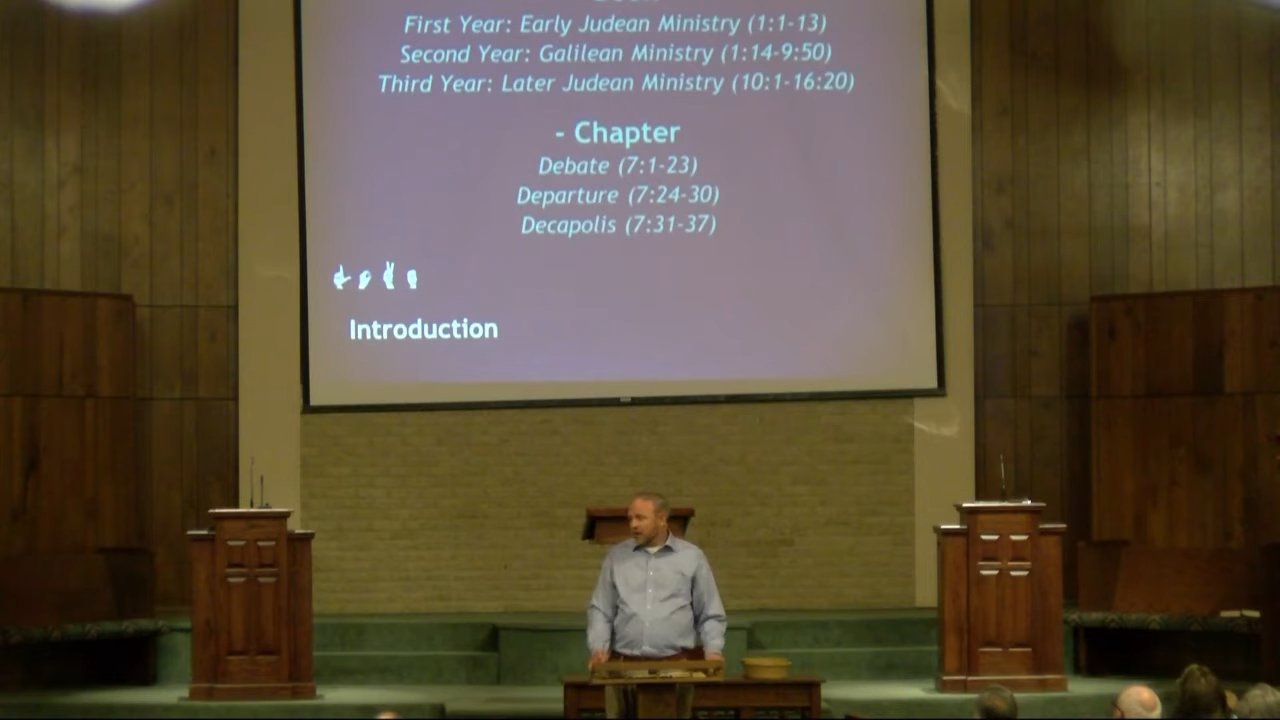 First Year: Early Judean Ministry (1:1-13)
Second Year: Galilean Ministry (1:14-9:50)
Third Year: Later Judean Ministry (10:1-16:20)
- Chapter
Debate (7:1-23)
Departure (7:24-30)
Decapolis (7:31-37)
Introduction